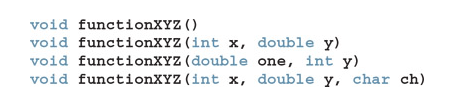 void functionXYZ()
void functionXYZ(int x, double y)
void functionXYZ(double one, int y)
void functionXYZ(int x, double y, char ch)